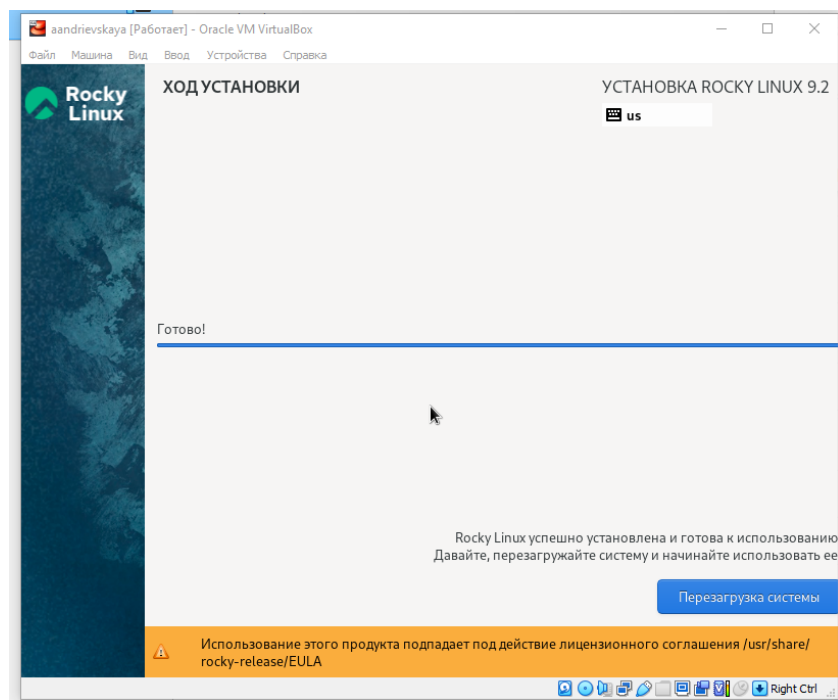 aandrievskaya [Работает] - Oracle VM VirtualBox
Файл Машина Вид Ввод Устройства Справка
Rocky
Linux
ХОД УСТАНОВКИ
УСТАНОВКА ROCKY LINUX 9.2
us
Готово!
Rocky Linux успешно установлена и готова к использованию
Давайте, перезагружайте систему и начинайте использовать ее
Перезагрузка системы
Использование этого продукта подпадает под действие лицензионного соглашения /usr/share/
rocky-release/EULA
Right Ctrl